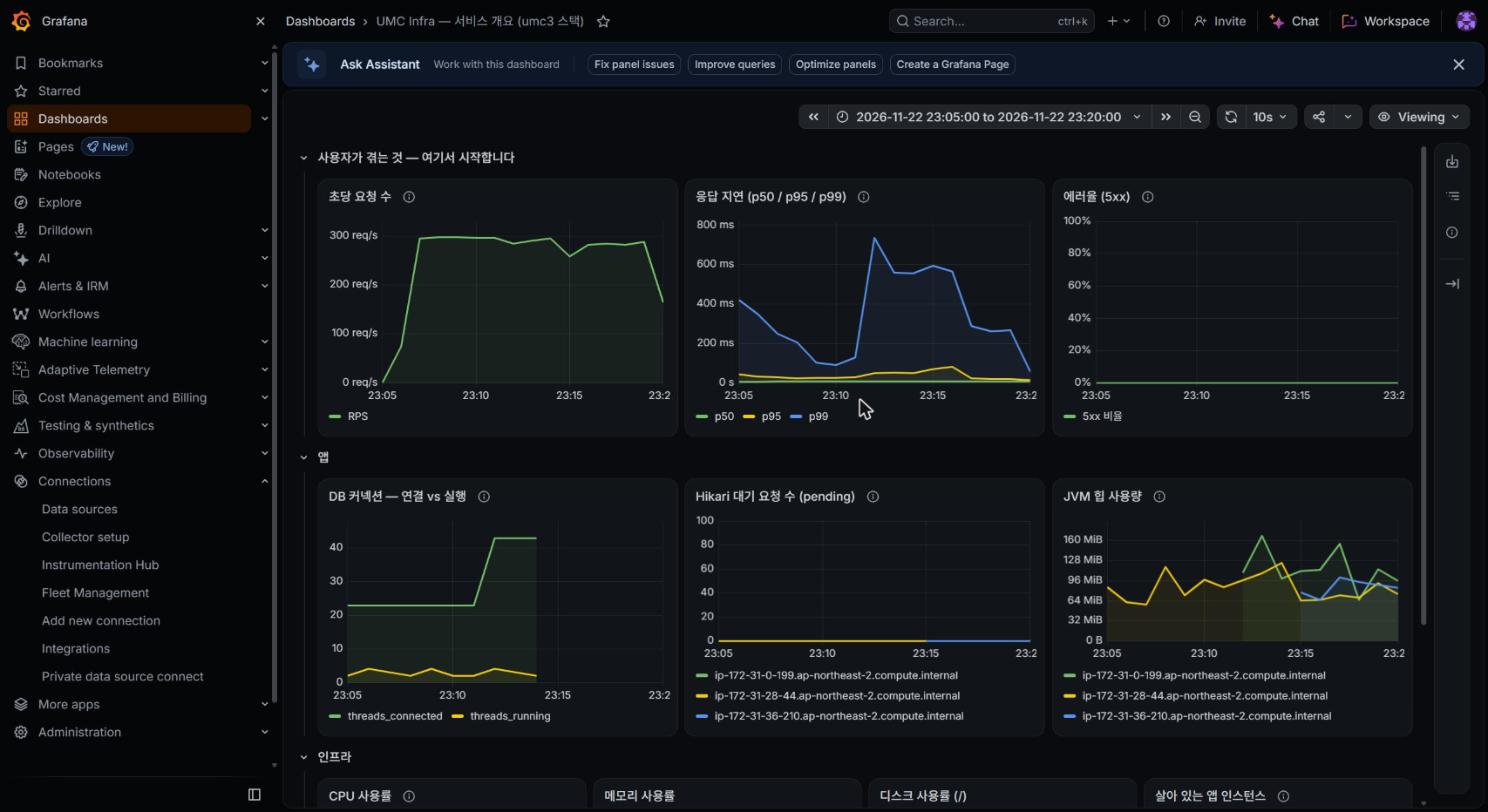 Grafana
Dashboards › UMC Infra — 서비스 개요 (umc3 스택)
Search... ctrl+k
Invite
Chat
Workspace
Bookmarks
Starred
Dashboards
Pages New!
Notebooks
Explore
Drilldown
AI
Alerts & IRM
Workflows
Machine learning
Adaptive Telemetry
Cost Management and Billing
Testing & synthetics
Observability
Connections
Data sources
Collector setup
Instrumentation Hub
Fleet Management
Add new connection
Integrations
Private data source connect
More apps
Administration
Ask Assistant Work with this dashboard Fix panel issues Improve queries Optimize panels Create a Grafana Page
2026-11-22 23:05:00 to 2026-11-22 23:20:00 10s Viewing
사용자가 겪는 것 — 여기서 시작합니다
초당 요청 수
300 req/s
200 req/s
100 req/s
0 req/s
23:05 23:10 23:15 23:2
RPS
응답 지연 (p50 / p95 / p99)
800 ms
600 ms
400 ms
200 ms
0 s
23:05 23:10 23:15 23:2
p50 p95 p99
에러율 (5xx)
100%
80%
60%
40%
20%
0%
23:05 23:10 23:15 23:2
5xx 비율
앱
DB 커넥션 — 연결 vs 실행
40
30
20
10
0
23:05 23:10 23:15 23:2
threads_connected threads_running
Hikari 대기 요청 수 (pending)
100
80
60
40
20
0
23:05 23:10 23:15 23:2
ip-172-31-0-199.ap-northeast-2.compute.internal
ip-172-31-28-44.ap-northeast-2.compute.internal
ip-172-31-36-210.ap-northeast-2.compute.internal
JVM 힙 사용량
160 MiB
128 MiB
96 MiB
64 MiB
32 MiB
0 B
23:05 23:10 23:15 23:2
ip-172-31-0-199.ap-northeast-2.compute.internal
ip-172-31-28-44.ap-northeast-2.compute.internal
ip-172-31-36-210.ap-northeast-2.compute.internal
인프라
CPU 사용률
메모리 사용률
디스크 사용률 (/)
살아 있는 앱 인스턴스